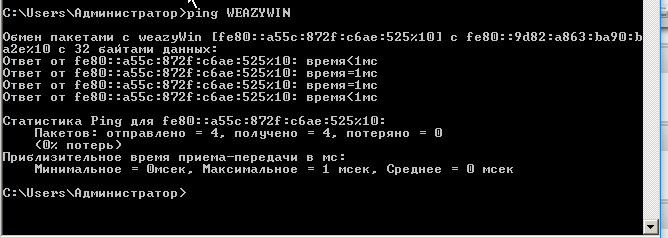 C:\Users\Администратор>ping WEAZYWIN
Обмен пакетами с weazyWin [fe80::a55c:872f:c6ae:525%10] с fe80::9d82:a863:ba90:b
a2e%10 с 32 байтами данных:
Ответ от fe80::a55c:872f:c6ae:525%10: время<1мс
Ответ от fe80::a55c:872f:c6ae:525%10: время=1мс
Ответ от fe80::a55c:872f:c6ae:525%10: время<1мс
Ответ от fe80::a55c:872f:c6ae:525%10: время<1мс
Статистика Ping для fe80::a55c:872f:c6ae:525%10:
Пакетов: отправлено = 4, получено = 4, потеряно = 0
(0% потерь)
Приблизительное время приема-передачи в мс:
Минимальное = 0мсек, Максимальное = 1 мсек, Среднее = 0 мсек
C:\Users\Администратор>